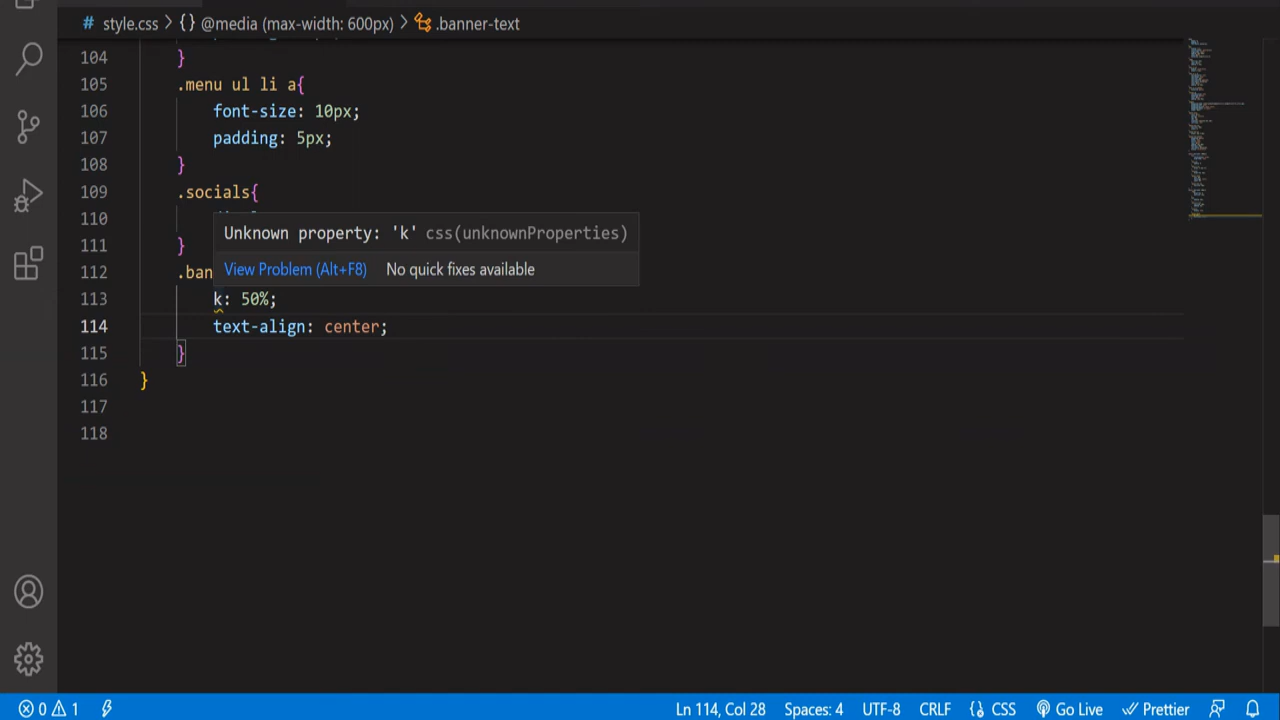 # style.css > {} @media (max-width: 600px) > .banner-text
104 }
105 .menu ul li a{
106 font-size: 10px;
107 padding: 5px;
108 }
109 .socials{
110
Unknown property: 'k' css(unknownProperties)
111 }
View Problem (Alt+F8) No quick fixes available
112 .ban
113 k: 50%;
114 text-align: center;
115 }
116 }
117
118
0 1 Ln 114, Col 28 Spaces: 4 UTF-8 CRLF {} CSS Go Live Prettier